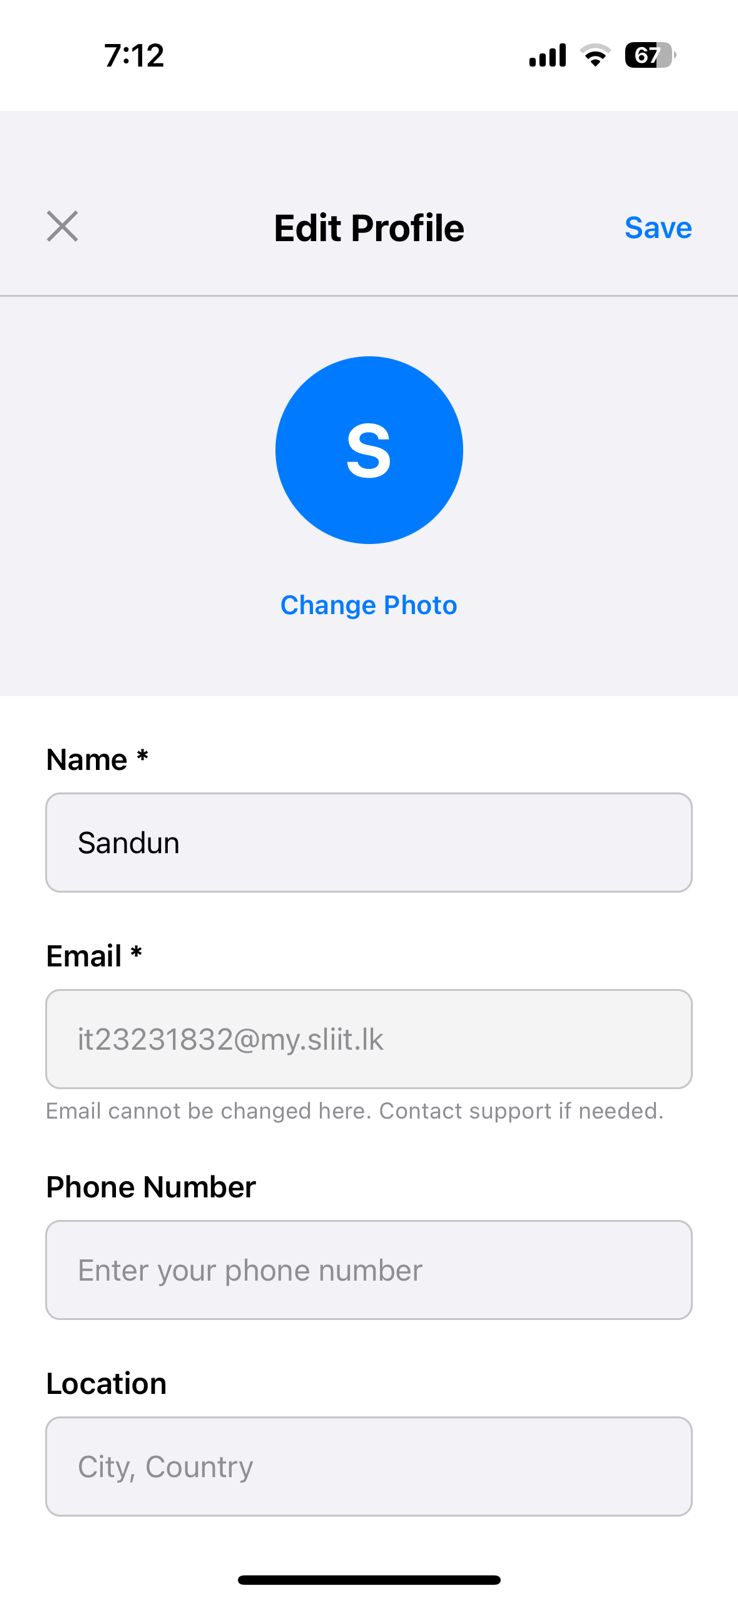 7:12
67
Edit Profile
Save
S
Change Photo
Name *
Sandun
Email *
it23231832@my.sliit.lk
Email cannot be changed here. Contact support if needed.
Phone Number
Enter your phone number
Location
City, Country